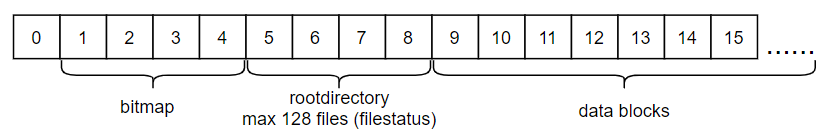 0 1 2 3 4 5 6 7 8 9 10 11 12 13 14 15 ......
bitmap
rootdirectory
max 128 files (filestatus)
data blocks